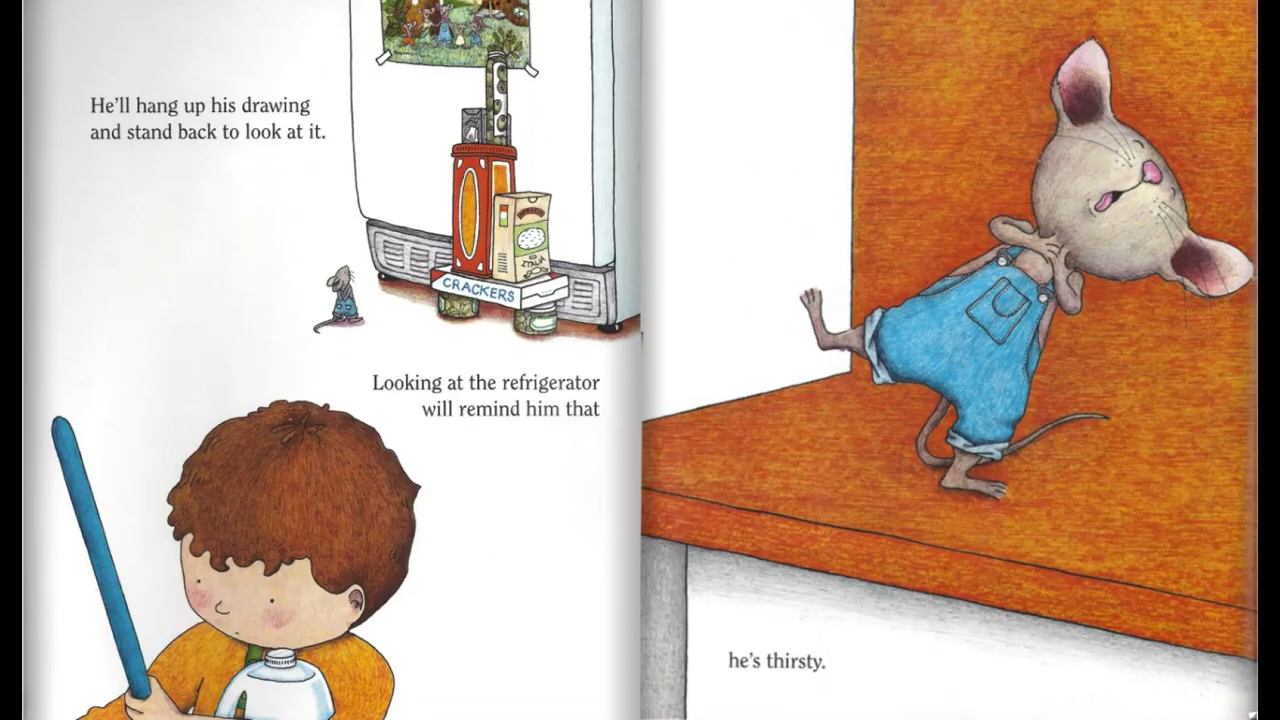 He'll hang up his drawing
and stand back to look at it.
CRACKERS
ITALA
Looking at the refrigerator
will remind him that
he's thirsty.